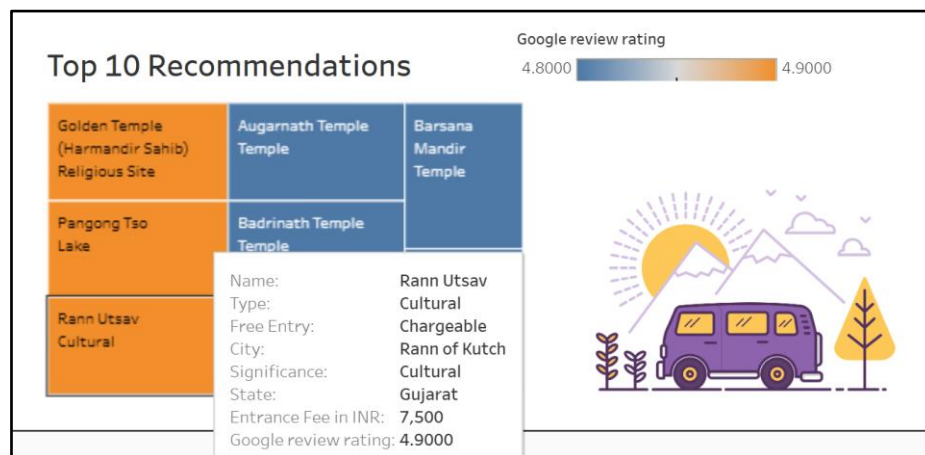 Top 10 Recommendations
Google review rating
4.8000 4.9000
Golden Temple
(Harmandir Sahib)
Religious Site
Augarnath Temple
Temple
Barsana
Mandir
Temple
Pangong Tso
Lake
Badrinath Temple
Temple
Rann Utsav
Cultural
Name: Rann Utsav
Type: Cultural
Free Entry: Chargeable
City: Rann of Kutch
Significance: Cultural
State: Gujarat
Entrance Fee in INR: 7,500
Google review rating: 4.9000